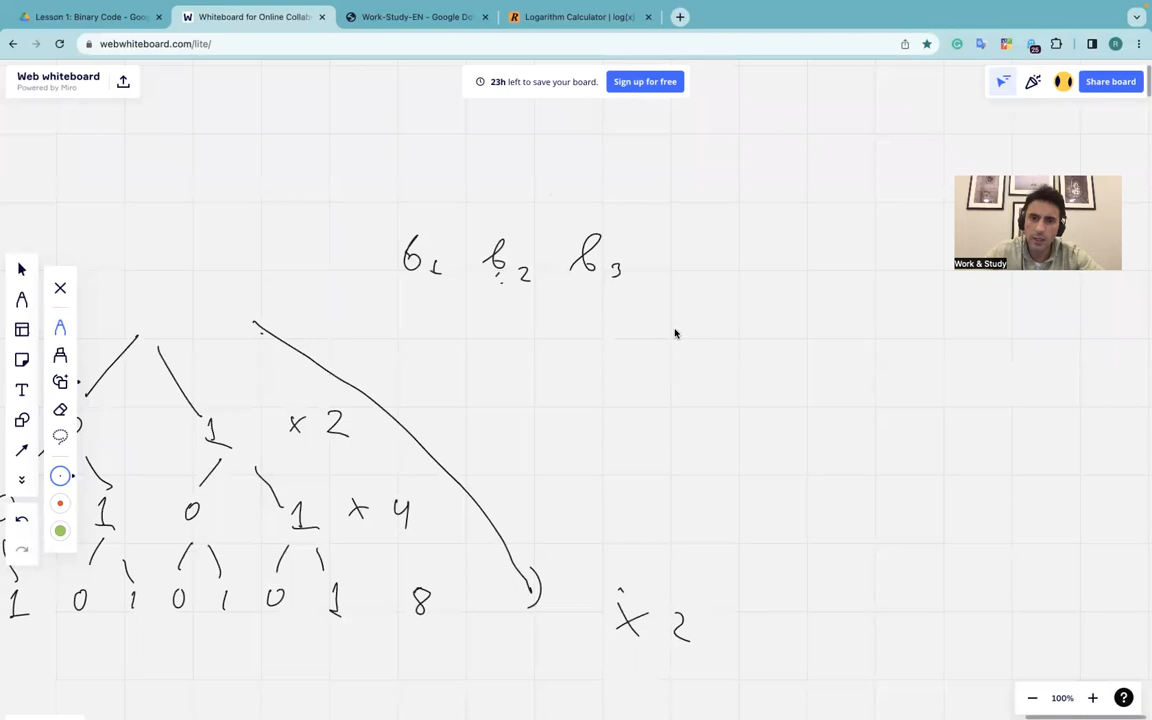 Lesson 1: Binary Code - Goo
Whiteboard for Online Collab
Work-Study-EN - Google Do
Logarithm Calculator | log(x)
webwhiteboard.com/lite/
25
R
Web whiteboard
Powered by Miro
23h left to save your board.
Sign up for free
Share board
Work & Study
b1 b2 b3
1 x 2
1 0 1 x 4
1 0 1 0 1 0 1 8
x 2
T
100%
?